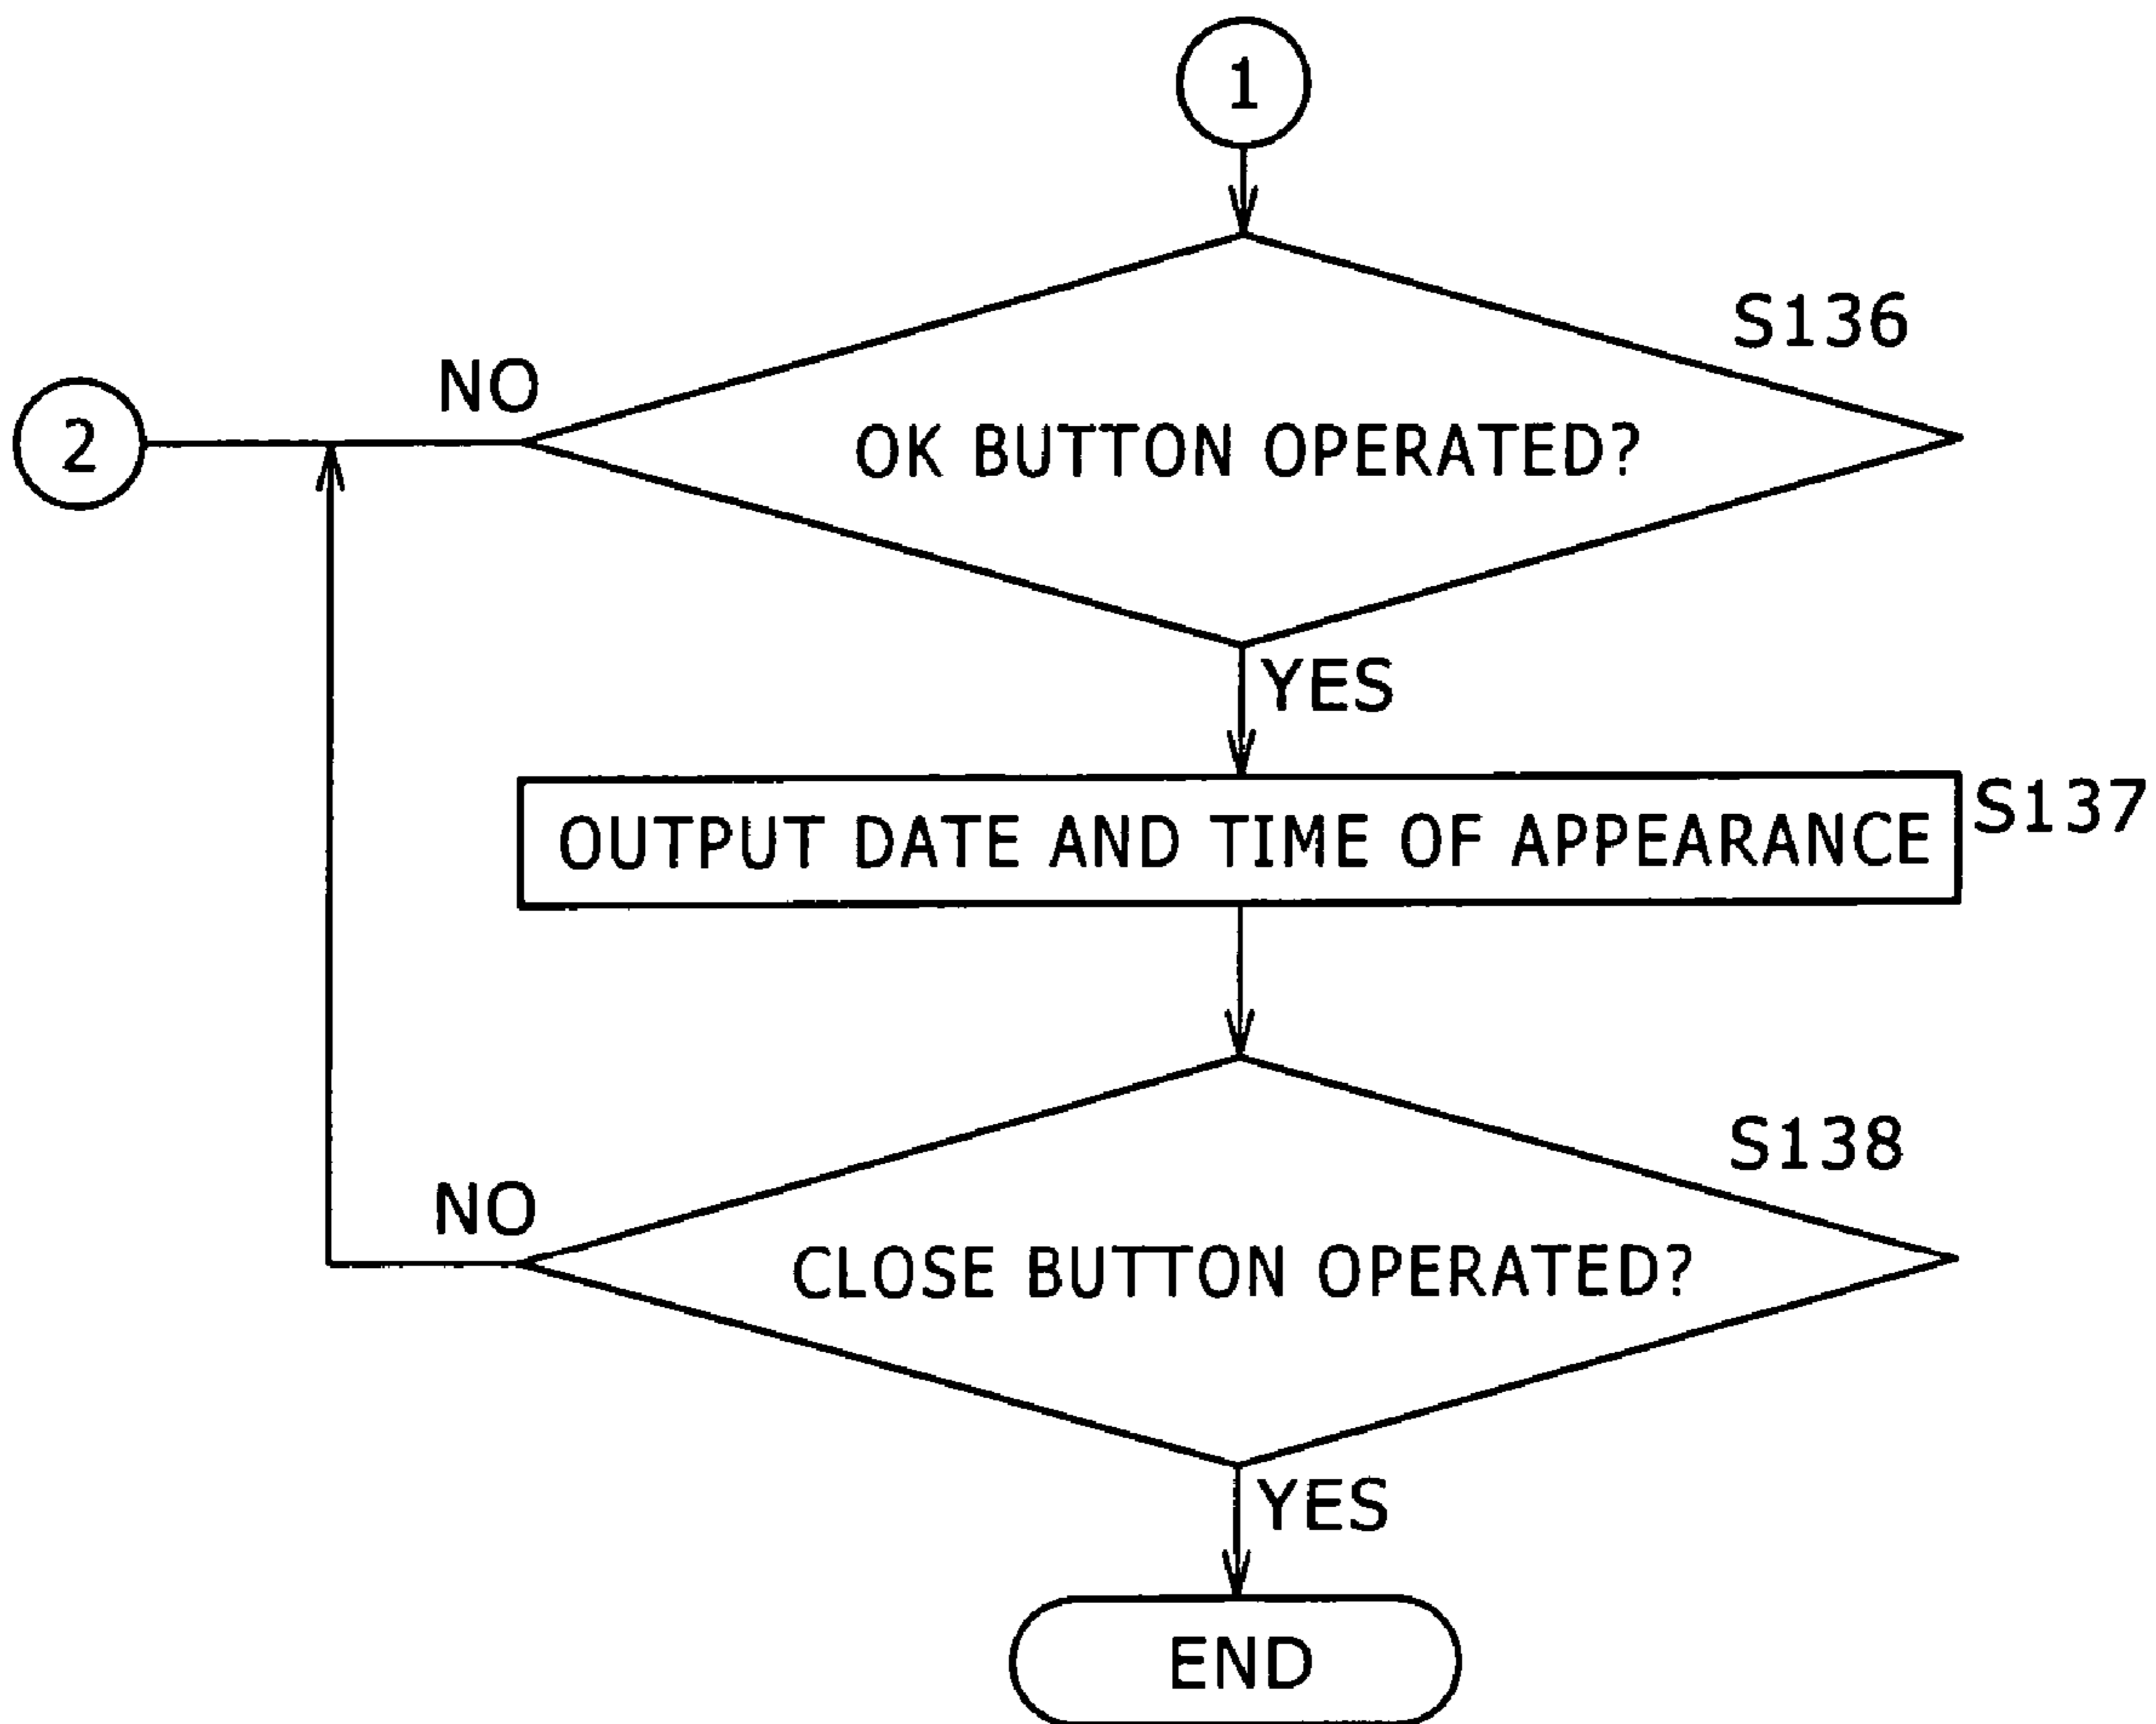 1
S136
NO
2
OK BUTTON OPERATED?
YES
S137
OUTPUT DATE AND TIME OF APPEARANCE
S138
NO
CLOSE BUTTON OPERATED?
YES
END